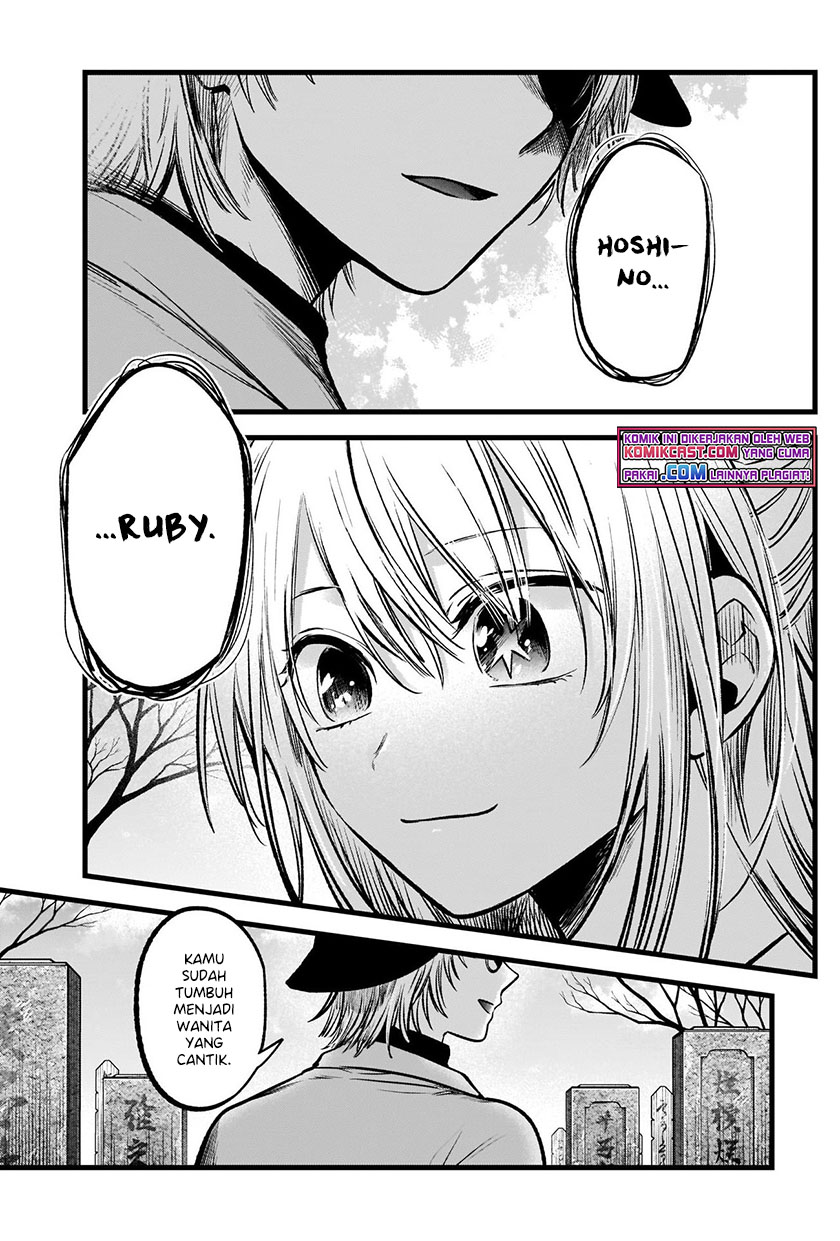 HOSHI-
NO...
...RUBY.
KOMIK INI DIKERJAKAN OLEH WEB
KOMIKCAST.COM YANG CUMA
PAKAI .COM LAINNYA PLAGIAT!
KAMU
SUDAH
TUMBUH
MENJADI
WANITA
YANG
CANTIK.